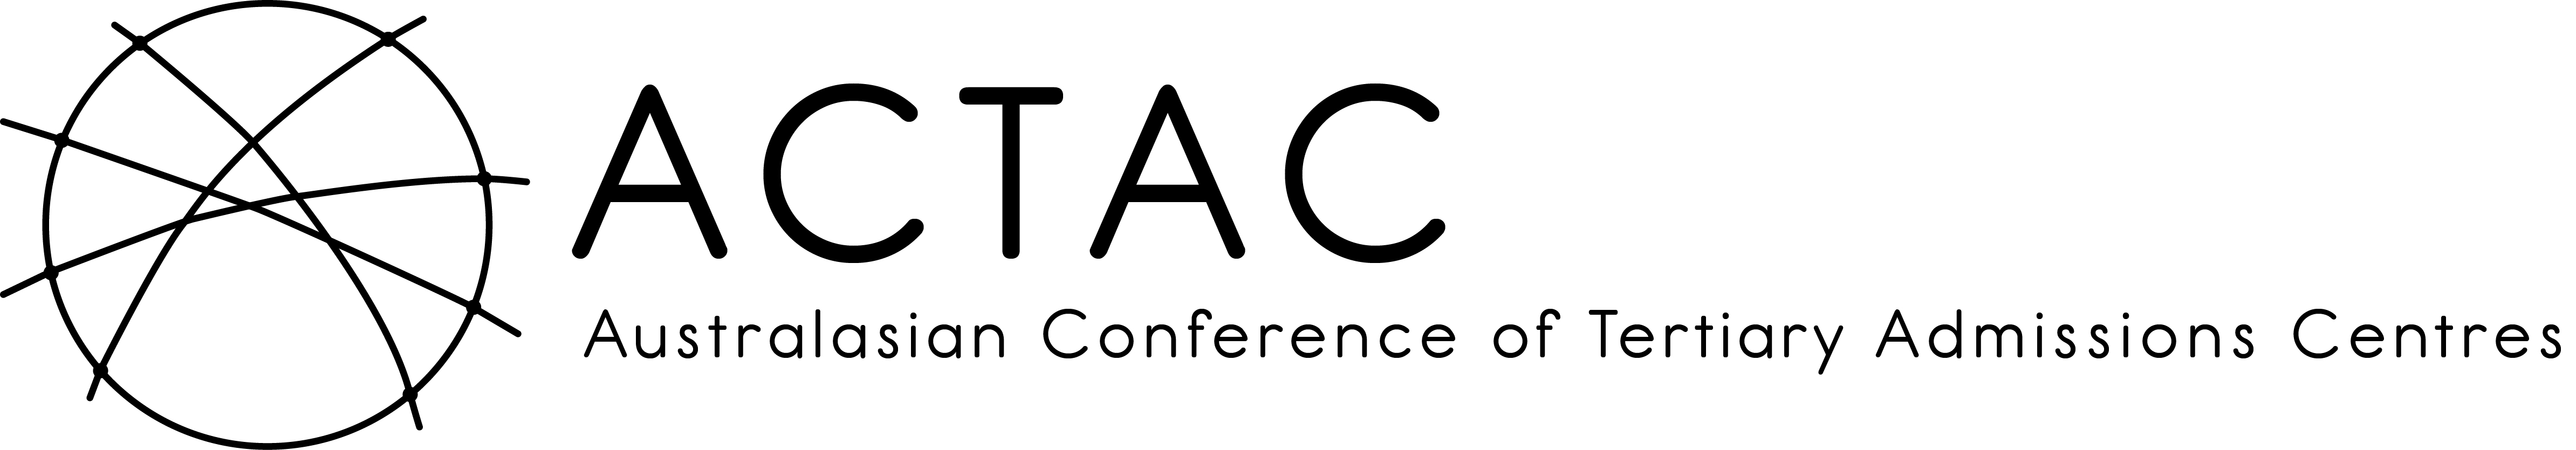 ACTAC
Australasian Conference of Tertiary Admissions Centres